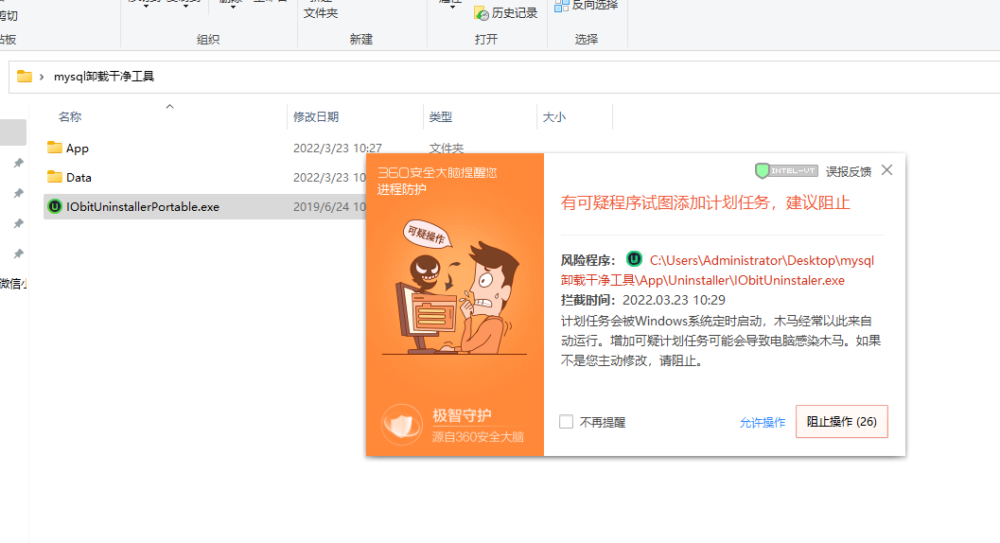 剪切
文件夹
历史记录
反向选择
组织
新建
打开
选择
mysql卸载干净工具
名称
修改日期
类型
大小
App
2022/3/23 10:27
文件夹
Data
2022/3/23 10
IObitUninstallerPortable.exe
2019/6/24 10
微信小
360安全大脑提醒您
进程防护
可疑操作
极智守护
源自360安全大脑
INTEL-VT
误报反馈
有可疑程序试图添加计划任务，建议阻止
风险程序： C:\Users\Administrator\Desktop\mysql
卸载干净工具\App\Uninstaller\IObitUninstaler.exe
拦截时间：2022.03.23 10:29
计划任务会被Windows系统定时启动，木马经常以此来自
动运行。增加可疑计划任务可能会导致电脑感染木马。如果
不是您主动修改，请阻止。
不再提醒
允许操作
阻止操作 (26)